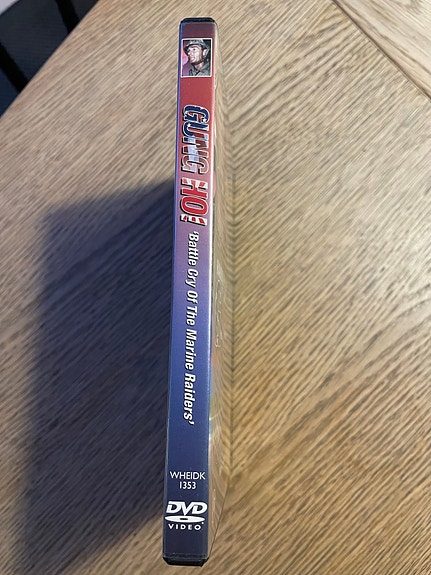 GUNG HO!
'Battle Cry Of The Marine Raiders'
WHEIDK
1353
DVD
VIDEO